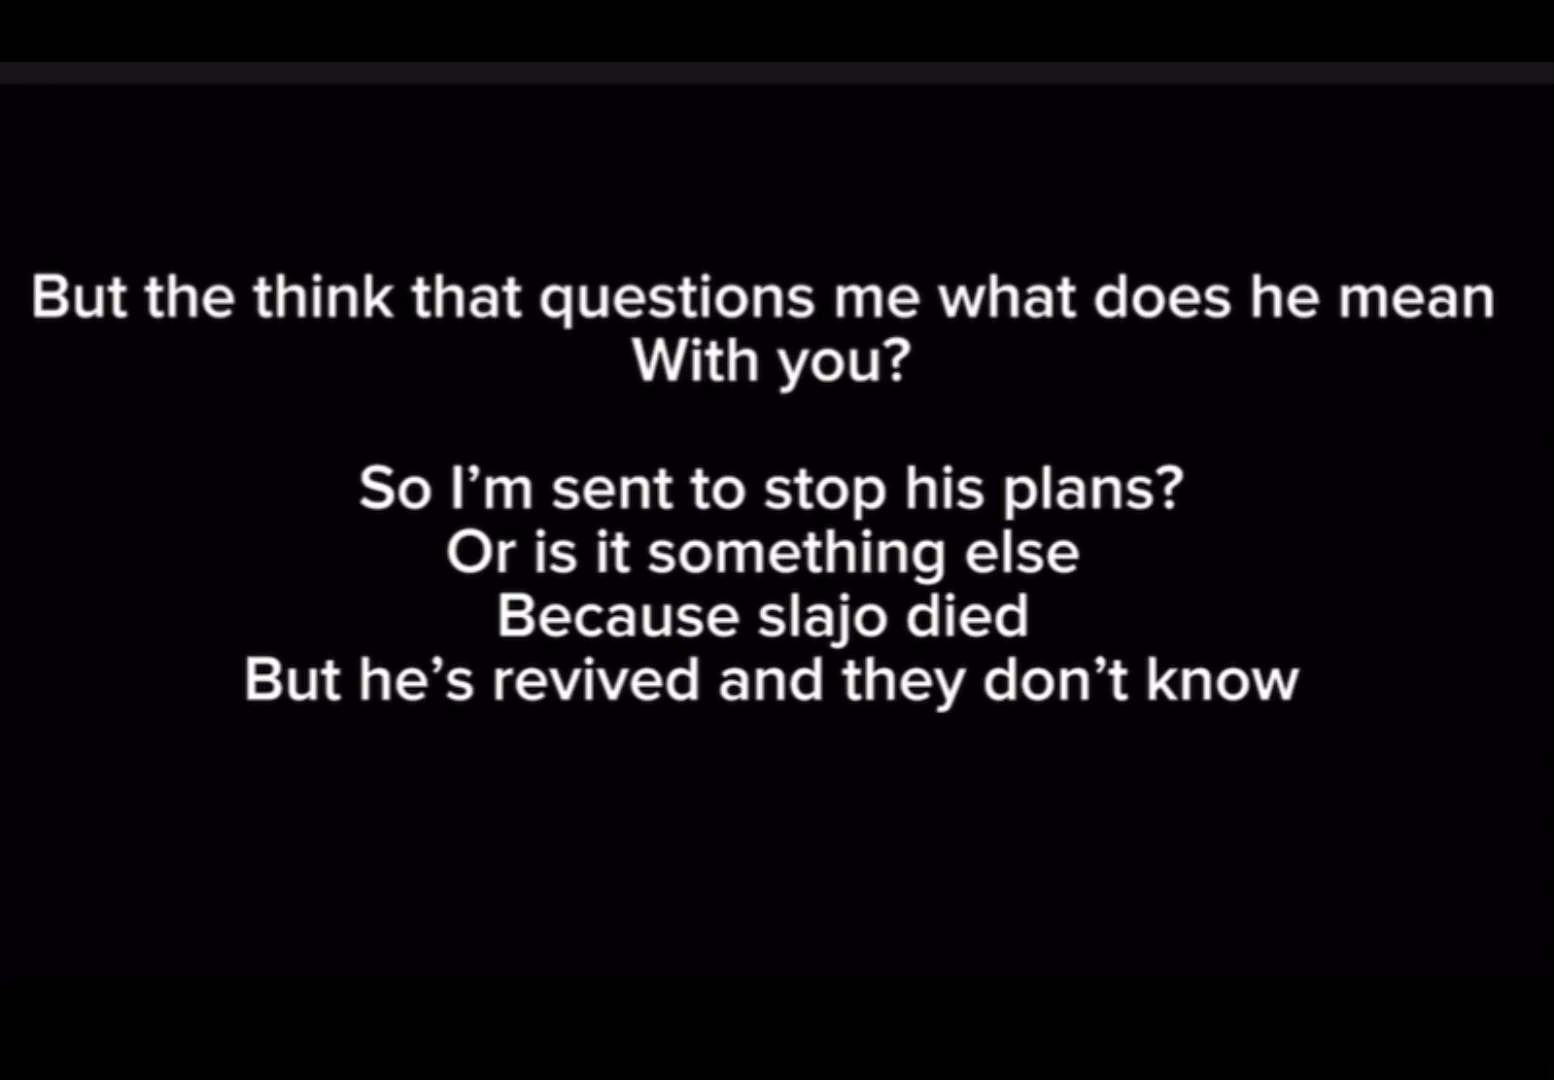 But the think that questions me what does he mean
With you?
So I’m sent to stop his plans?
Or is it something else
Because slajo died
But he’s revived and they don’t know